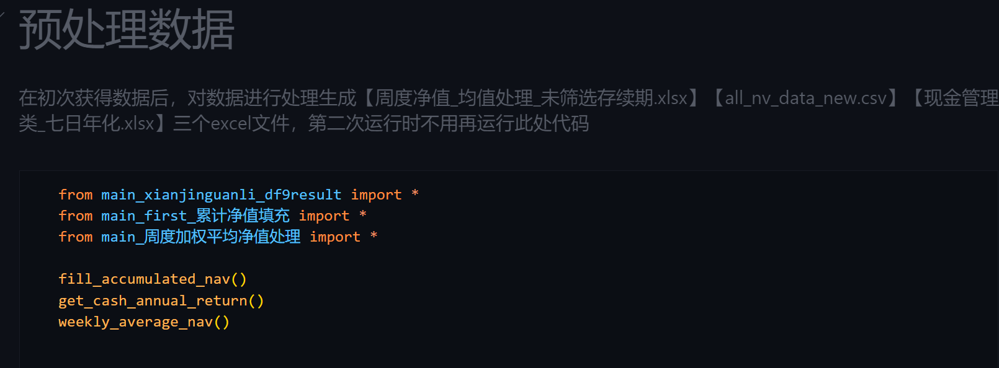 预处理数据
在初次获得数据后，对数据进行处理生成【周度净值_均值处理_未筛选存续期.xlsx】【all_nv_data_new.csv】【现金管理
类_七日年化.xlsx】三个excel文件，第二次运行时不用再运行此处代码
from main_xianjinguanli_df9result import *
from main_first_累计净值填充 import *
from main_周度加权平均净值处理 import *
fill_accumulated_nav()
get_cash_annual_return()
weekly_average_nav()